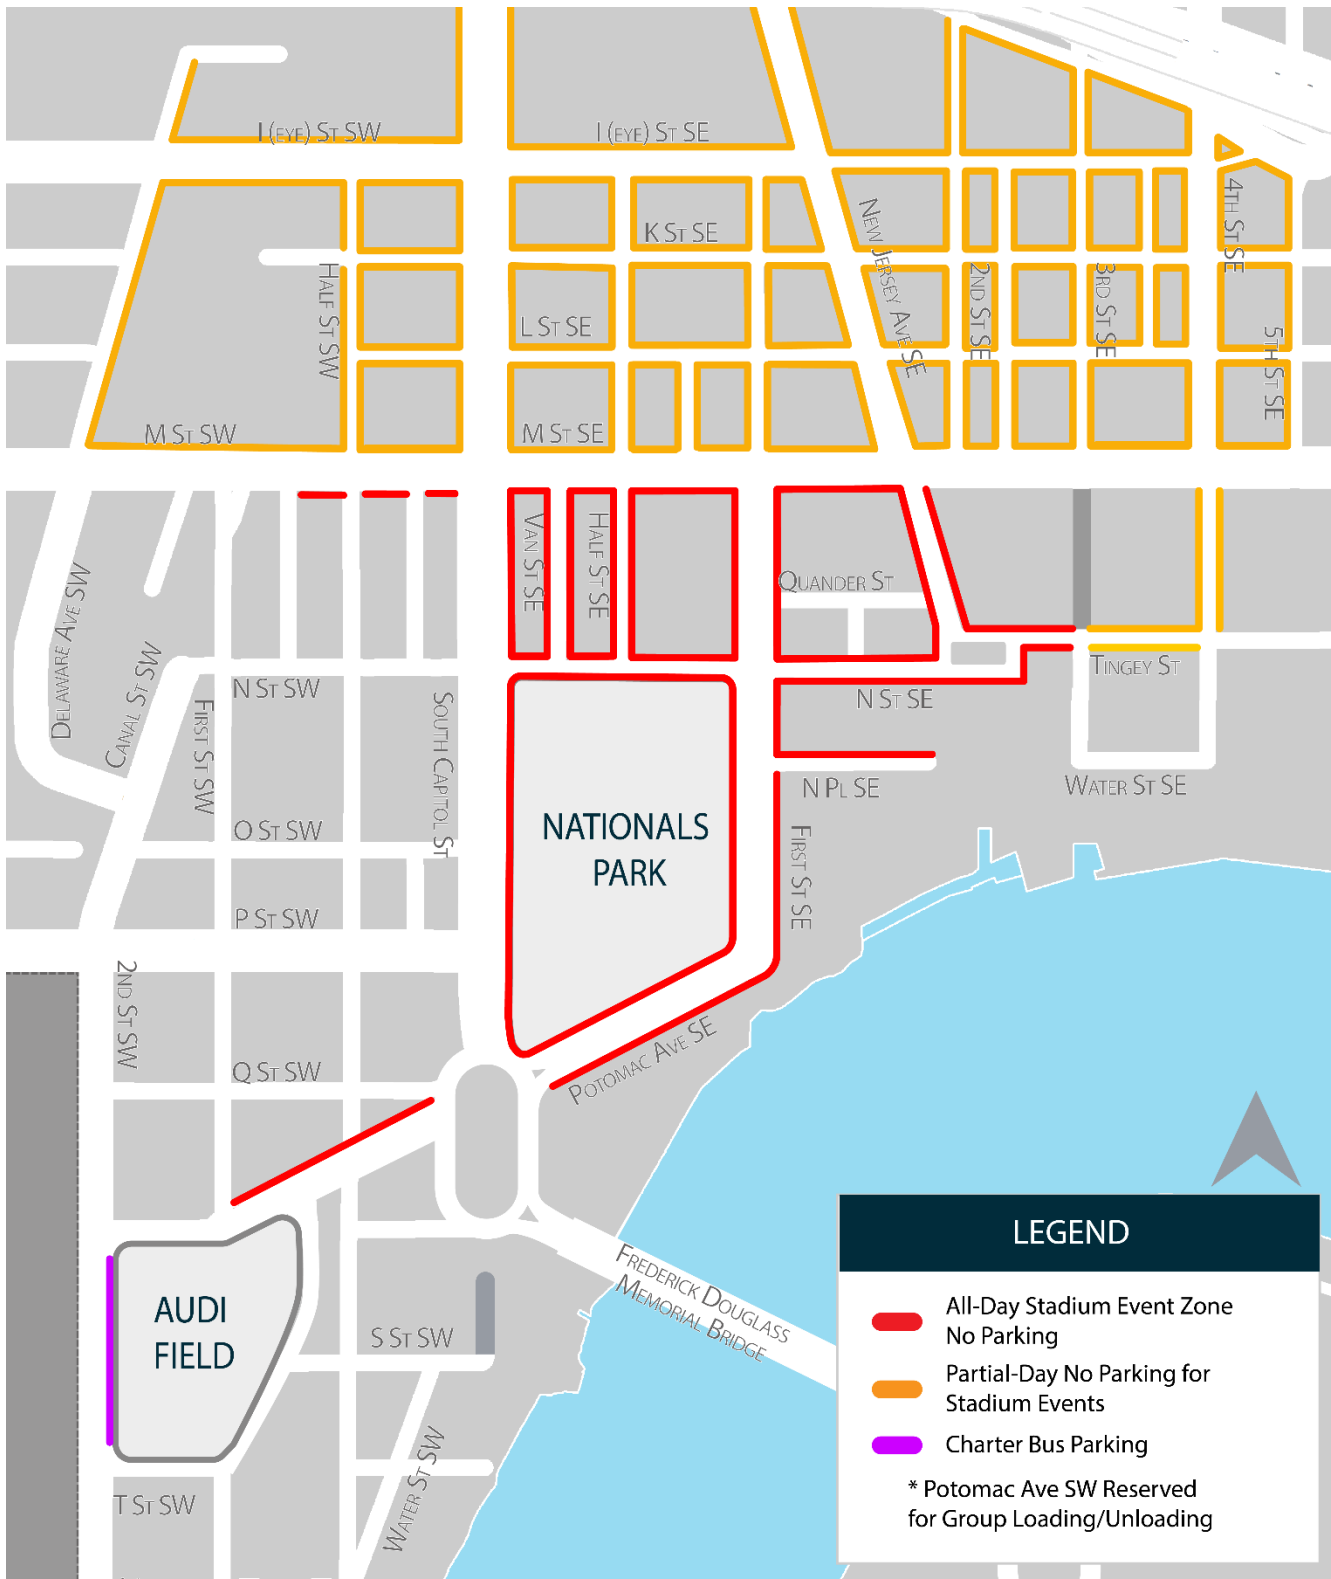 I (EYE) ST SW
I (EYE) ST SE
4TH ST SE
K ST SE
NEW JERSEY AVE SE
HALF ST SW
2ND ST SE
3RD ST SE
L ST SE
5TH ST SE
M ST SW
M ST SE
VAN ST SE
HALF ST SE
QUANDER ST
DELAWARE AVE SW
CANAL ST SW
N ST SW
FIRST ST SW
SOUTH CAPITOL ST
TINGEY ST
N ST SE
N PL SE
WATER ST SE
O ST SW
NATIONALS
PARK
FIRST ST SE
P ST SW
2ND ST SW
Q ST SW
POTOMAC AVE SE
FREDERICK DOUGLASS
MEMORIAL BRIDGE
AUDI
FIELD
S ST SW
WATER ST SW
T ST SW
LEGEND
All-Day Stadium Event Zone
No Parking
Partial-Day No Parking for
Stadium Events
Charter Bus Parking
* Potomac Ave SW Reserved
for Group Loading/Unloading